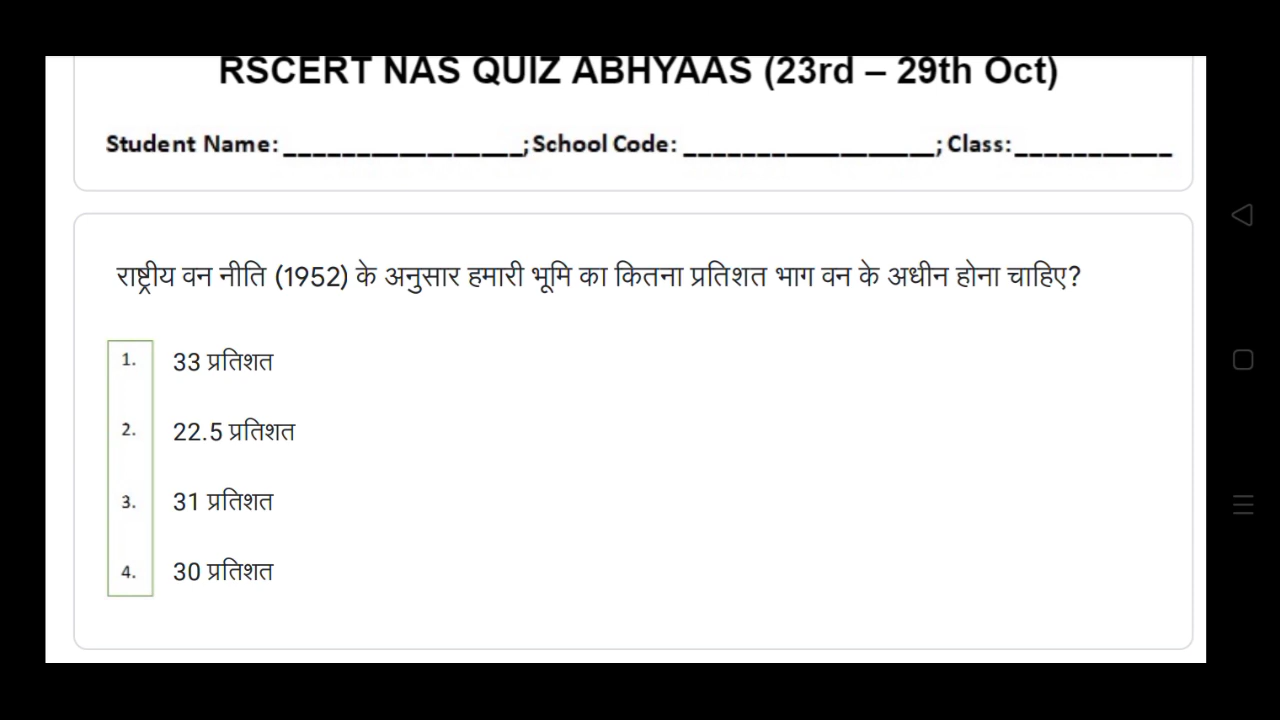 RSCERT NAS QUIZ ABHYAAS (23rd – 29th Oct)
Student Name: _________________; School Code: __________________; Class:___________
राष्ट्रीय वन नीति (1952) के अनुसार हमारी भूमि का कितना प्रतिशत भाग वन के अधीन होना चाहिए?
1. 33 प्रतिशत
2. 22.5 प्रतिशत
3. 31 प्रतिशत
4. 30 प्रतिशत